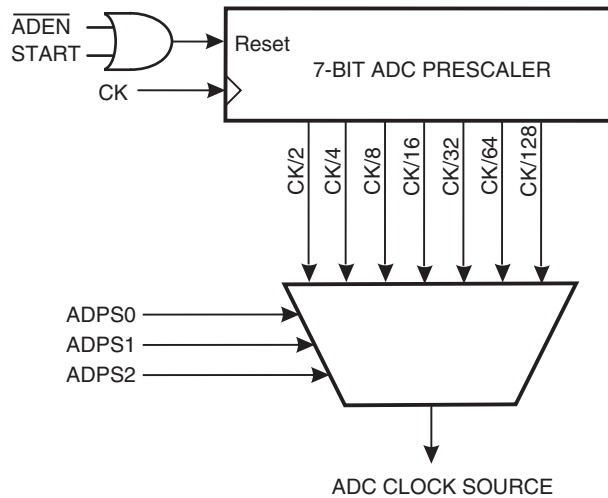 ADEN
START
Reset
7-BIT ADC PRESCALER
CK
CK/2
CK/4
CK/8
CK/16
CK/32
CK/64
CK/128
ADPS0
ADPS1
ADPS2
ADC CLOCK SOURCE